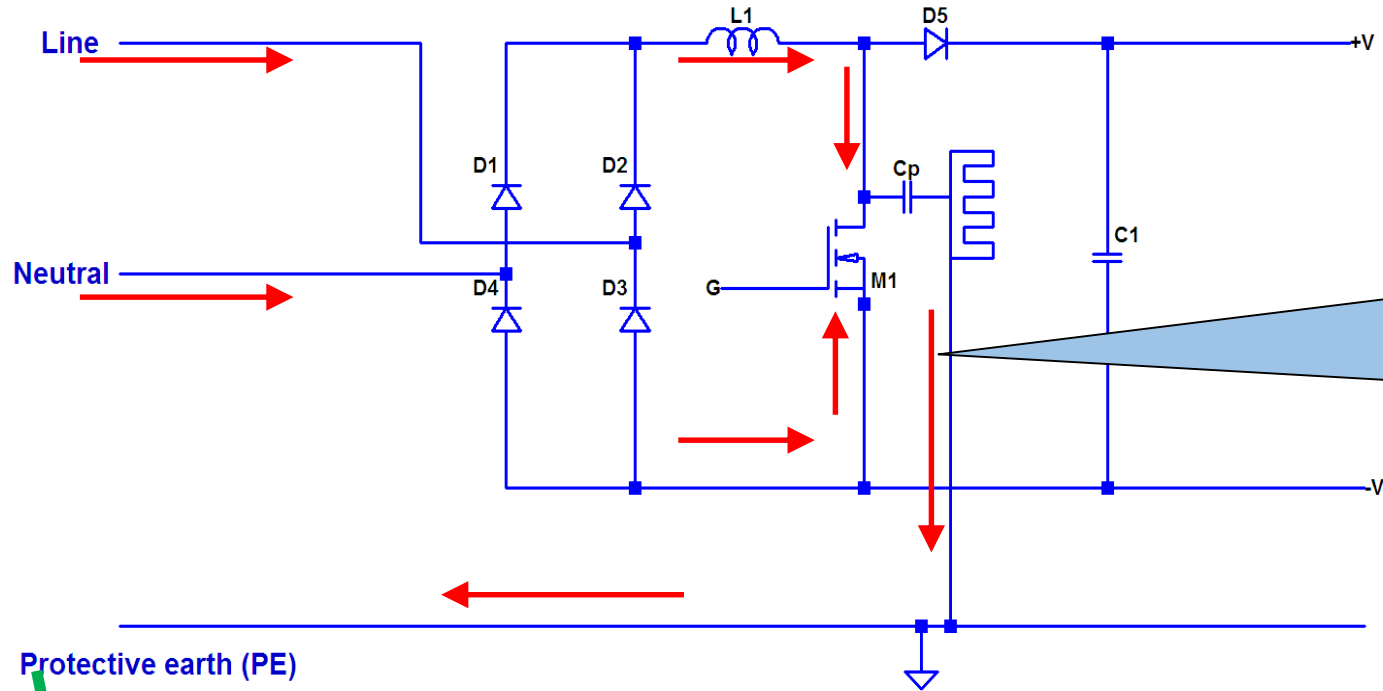 L1
D5
Line
+V
D1
D2
Cp
C1
Neutral
D4
D3
G
M1
-V
Protective earth (PE)